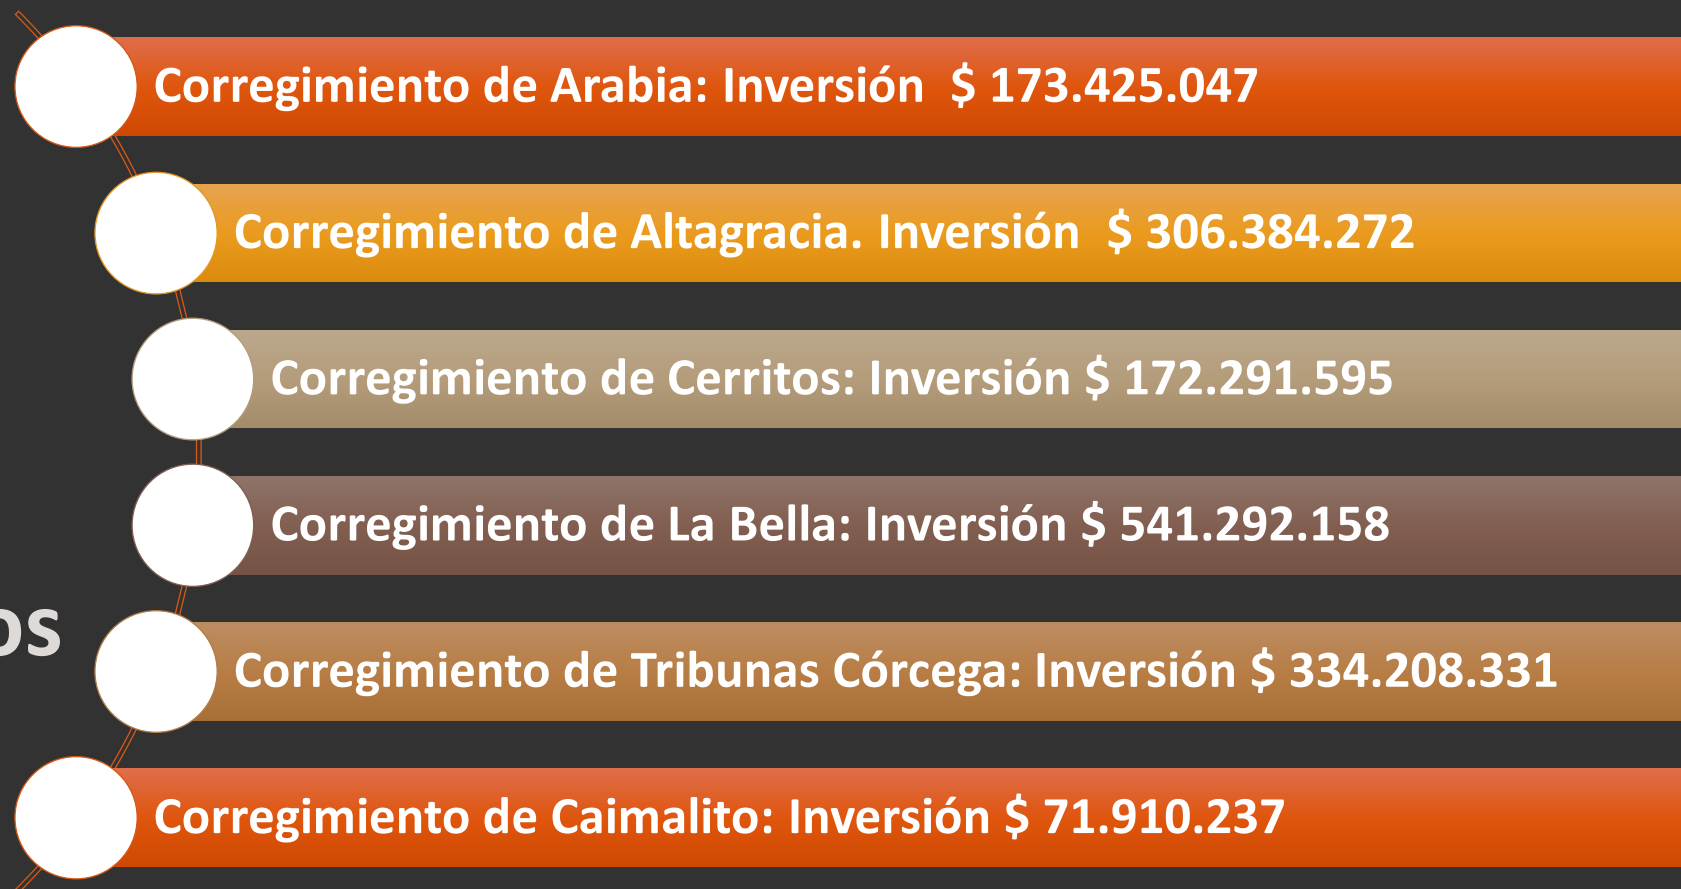 Corregimiento de Arabia: Inversión  $ 173.425.047
Corregimiento de Altagracia. Inversión  $ 306.384.272
Corregimiento de Cerritos: Inversión $ 172.291.595
Corregimiento de La Bella: Inversión $ 541.292.158
Corregimiento de Tribunas Córcega: Inversión $ 334.208.331
Corregimiento de Caimalito: Inversión $ 71.910.237